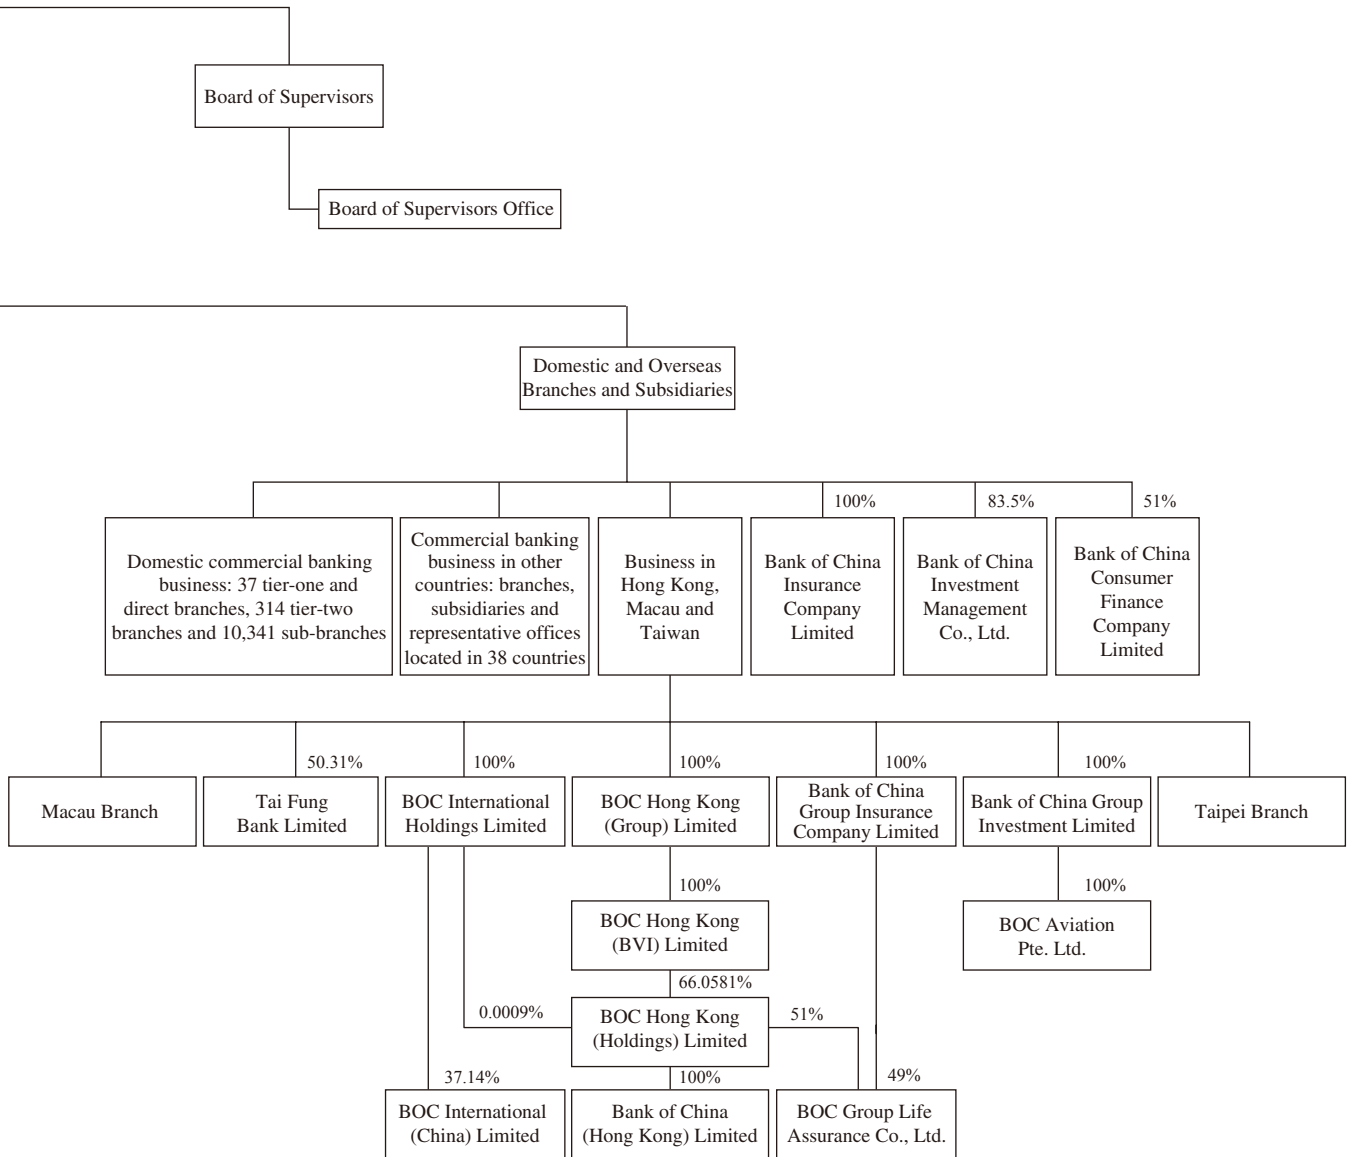 Board of Supervisors
Board of Supervisors Office
Domestic and Overseas
Branches and Subsidiaries
100%
83.5%
51%
Domestic commercial banking
business: 37 tier-one and
direct branches, 314 tier-two
branches and 10,341 sub-branches
Commercial banking
business in other
countries: branches,
subsidiaries and
representative offices
located in 38 countries
Business in
Hong Kong,
Macau and
Taiwan
Bank of China
Insurance
Company
Limited
Bank of China
Investment
Management
Co., Ltd.
Bank of China
Consumer
Finance
Company
Limited
50.31%
100%
100%
100%
100%
Macau Branch
Tai Fung
Bank Limited
BOC International
Holdings Limited
BOC Hong Kong
(Group) Limited
Bank of China
Group Insurance
Company Limited
Bank of China Group
Investment Limited
Taipei Branch
100%
100%
BOC Hong Kong
(BVI) Limited
BOC Aviation
Pte. Ltd.
66.0581%
0.0009%
BOC Hong Kong
(Holdings) Limited
51%
37.14%
100%
49%
BOC International
(China) Limited
Bank of China
(Hong Kong) Limited
BOC Group Life
Assurance Co., Ltd.